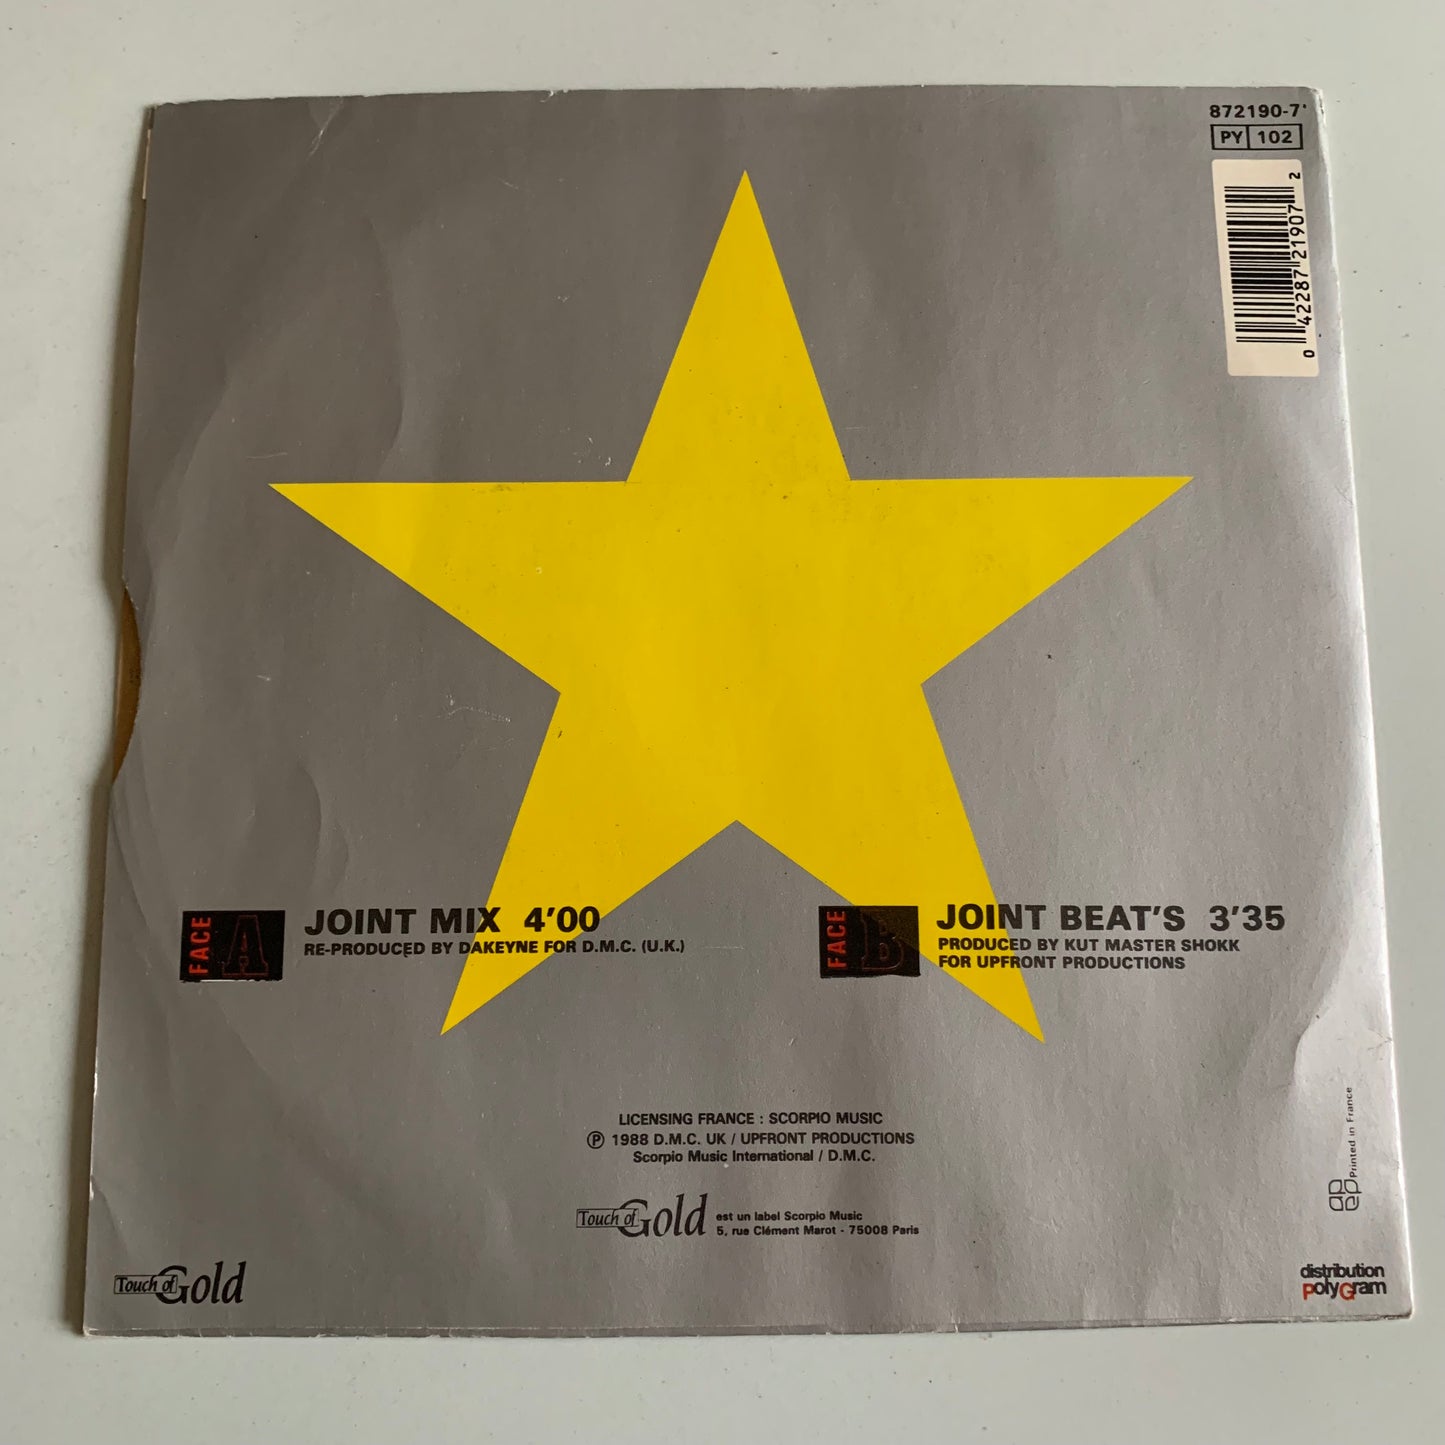 872190-7
PY 102
0 42287 21907 2
FACE A
JOINT MIX 4'00
RE-PRODUCED BY DAKEYNE FOR D.M.C. (U.K.)
FACE B
JOINT BEAT'S 3'35
PRODUCED BY KUT MASTER SHOKK
FOR UPFRONT PRODUCTIONS
LICENSING FRANCE : SCORPIO MUSIC
Ⓟ 1988 D.M.C. UK / UPFRONT PRODUCTIONS
Scorpio Music International / D.M.C.
Touch of Gold
est un label Scorpio Music
5, rue Clément Marot - 75008 Paris
Touch of Gold
Printed in France
distribution
PolyGram